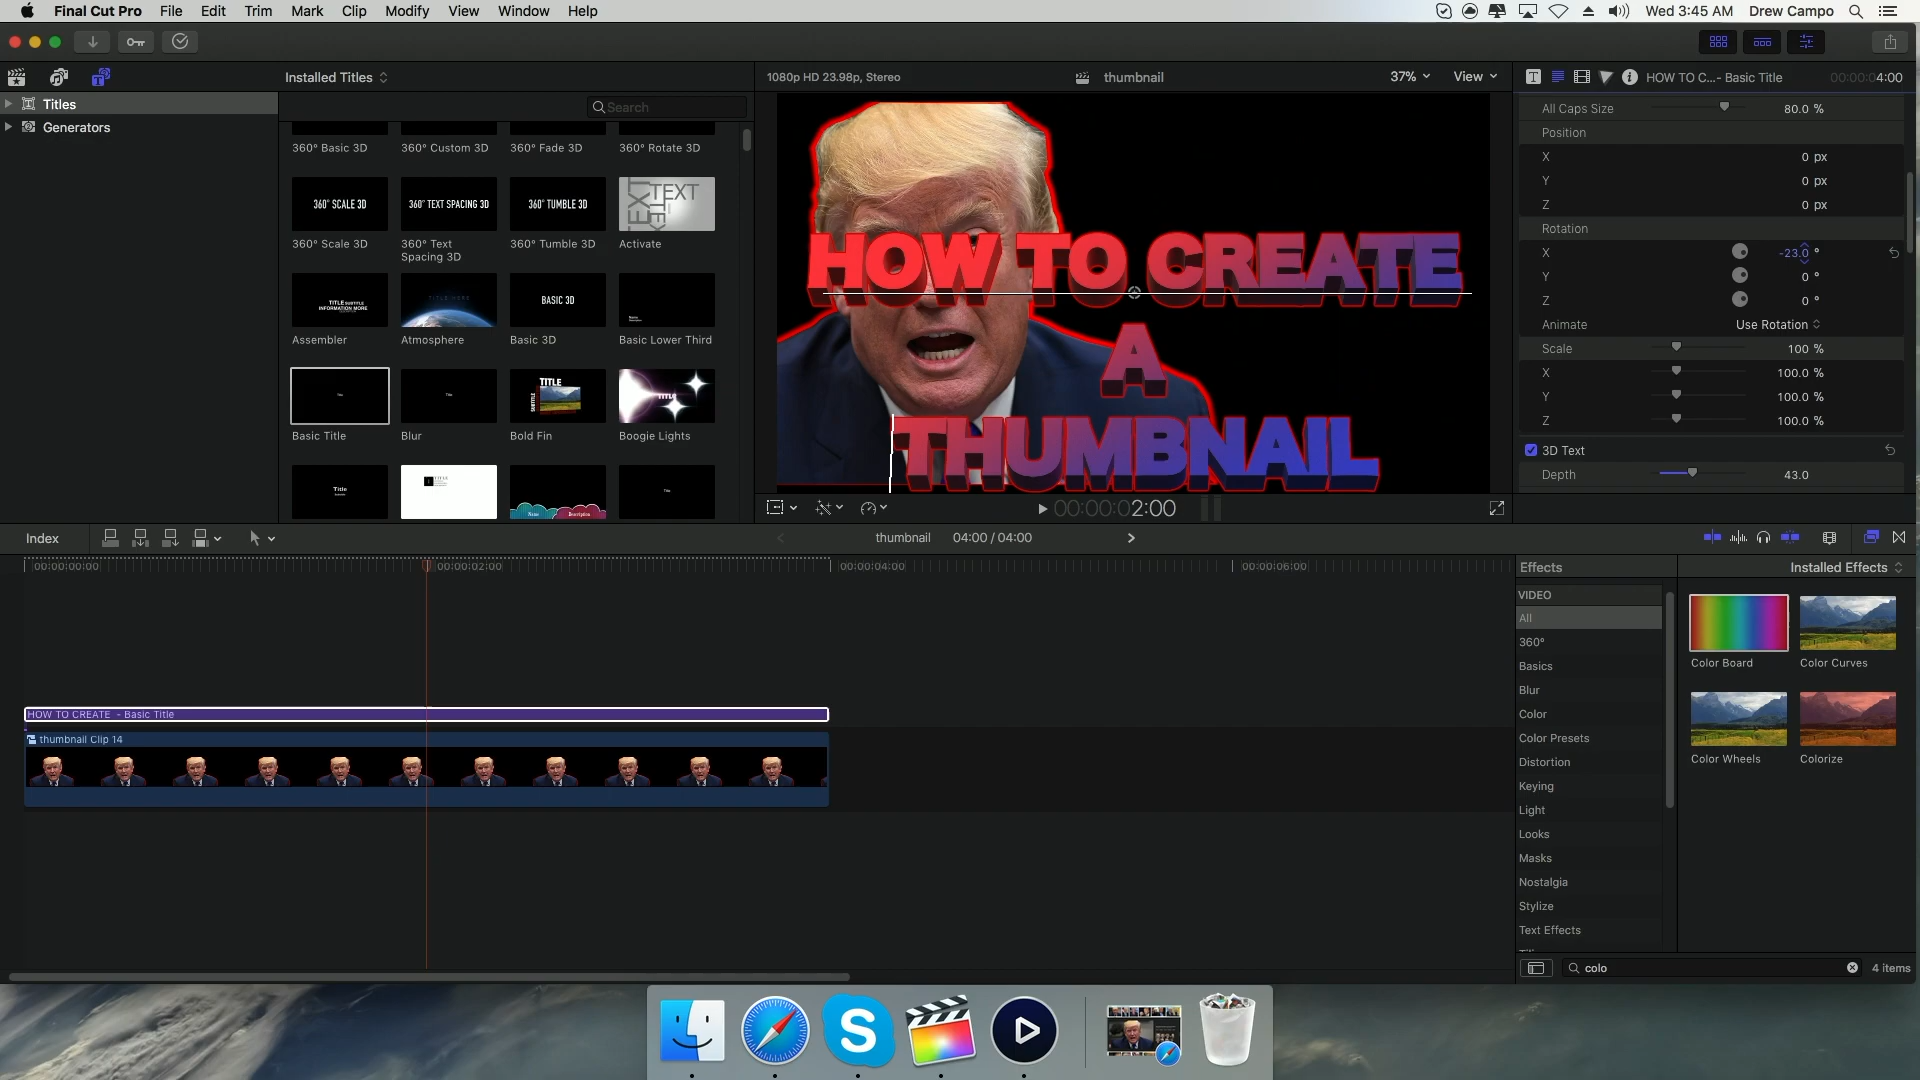 Final Cut Pro File Edit Trim Mark Clip Modify View Window Help Wed 3:45 AM Drew Campo
Installed Titles
1080p HD 23.98p, Stereo thumbnail 37% View
HOW TO C...- Basic Title 00:00:04:00
Titles
Generators
Search
360° Basic 3D 360° Custom 3D 360° Fade 3D 360° Rotate 3D
360° SCALE 3D 360° TEXT SPACING 3D 360° TUMBLE 3D TEXT
360° Scale 3D 360° Text Spacing 3D 360° Tumble 3D Activate
TITLE SUBTITLE
INFORMATION MORE
TITLE HERE
BASIC 3D
Assembler Atmosphere Basic 3D Basic Lower Third
Title
TITLE
SUBTITLE
TITLE
Basic Title Blur Bold Fin Boogie Lights
Title
TITLE
Name Description
HOW TO CREATE
A
THUMBNAIL
00:00:00:02:00
All Caps Size 80.0 %
Position
X 0 px
Y 0 px
Z 0 px
Rotation
X -23.0 °
Y 0 °
Z 0 °
Animate Use Rotation
Scale 100 %
X 100.0 %
Y 100.0 %
Z 100.0 %
3D Text
Depth 43.0
Index thumbnail 04:00 / 04:00
00:00:00:00 00:00:02:00 00:00:04:00 00:00:06:00
HOW TO CREATE - Basic Title
thumbnail Clip 14
Effects Installed Effects
VIDEO
All
360°
Basics
Blur
Color
Color Presets
Distortion
Keying
Light
Looks
Masks
Nostalgia
Stylize
Text Effects
Color Board Color Curves
Color Wheels Colorize
colo 4 items
S